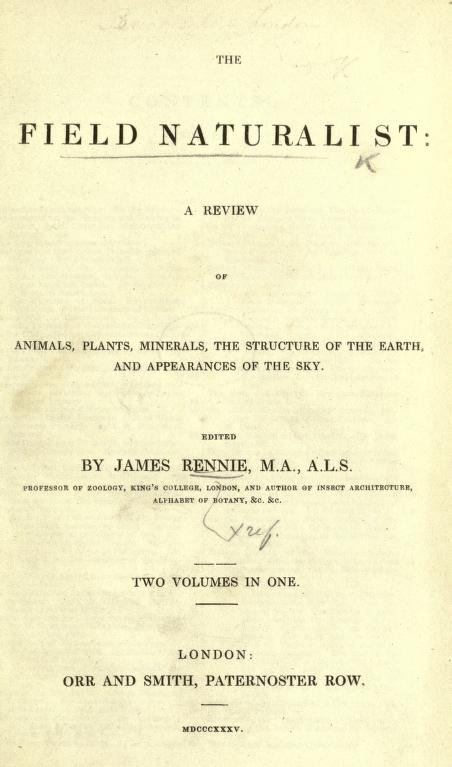 THE
FIELD NATURALIST:
K
A REVIEW
OF
ANIMALS, PLANTS, MINERALS, THE STRUCTURE OF THE EARTH,
AND APPEARANCES OF THE SKY.
EDITED
BY JAMES RENNIE, M.A., A.L.S.
PROFESSOR OF ZOOLOGY, KING'S COLLEGE, LONDON, AND AUTHOR OF INSECT ARCHITECTURE,
ALPHABET OF BOTANY, &C. &C.
xref.
TWO VOLUMES IN ONE.
LONDON:
ORR AND SMITH, PATERNOSTER ROW.
MDCCCXXXV.